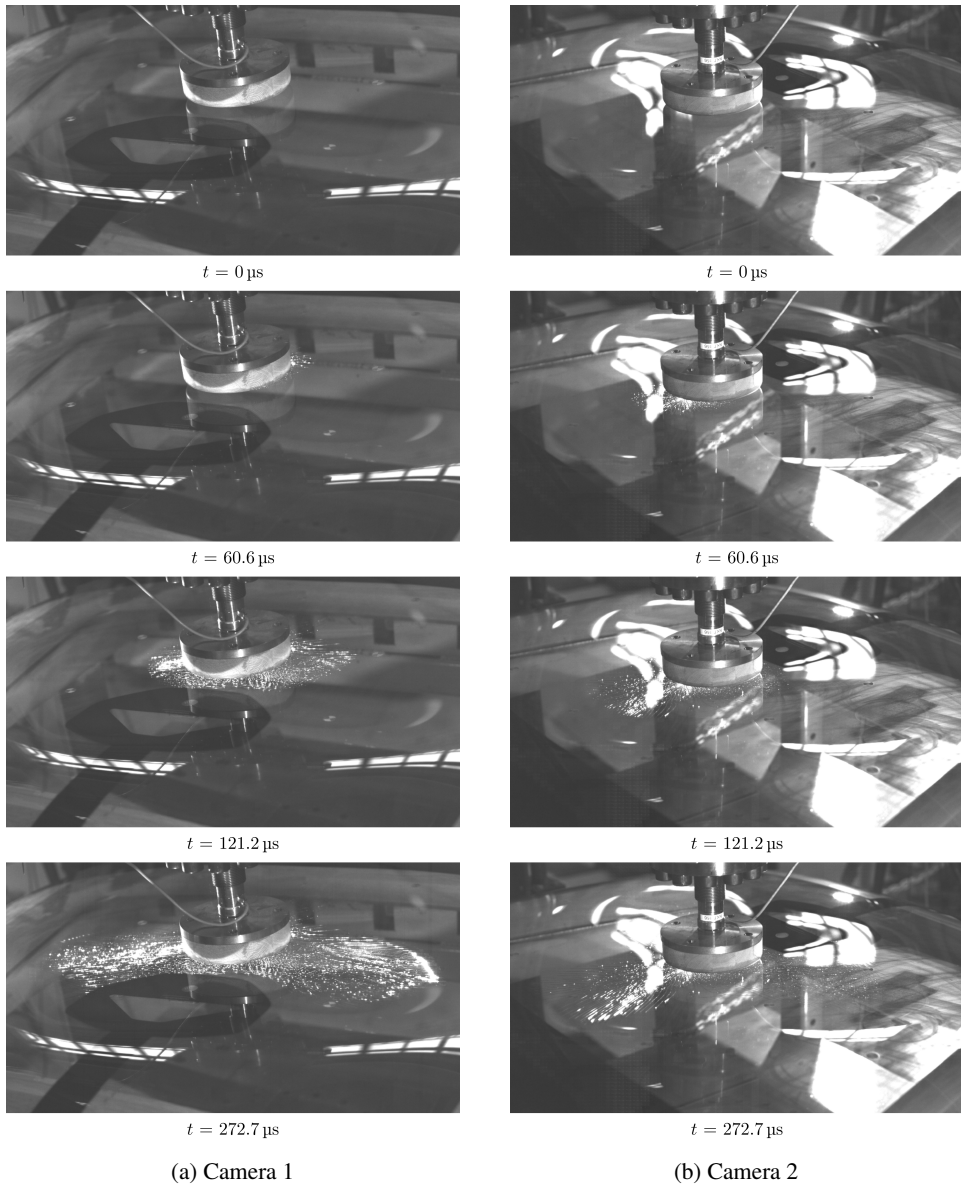 t = 0 µs
t = 0 µs
t = 60.6 µs
t = 60.6 µs
t = 121.2 µs
t = 121.2 µs
t = 272.7 µs
t = 272.7 µs
(a) Camera 1
(b) Camera 2